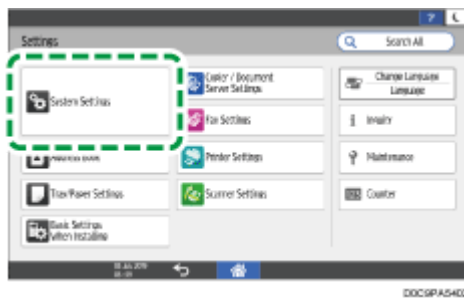 ?
Settings
Search All
System Settings
Copier / Document
Server Settings
Change Language
Language
Fax Settings
Inquiry
Address Book
Printer Settings
Maintenance
Tray/Paper Settings
Scanner Settings
Counter
Basic Settings
When Installing
D0C9PA5403